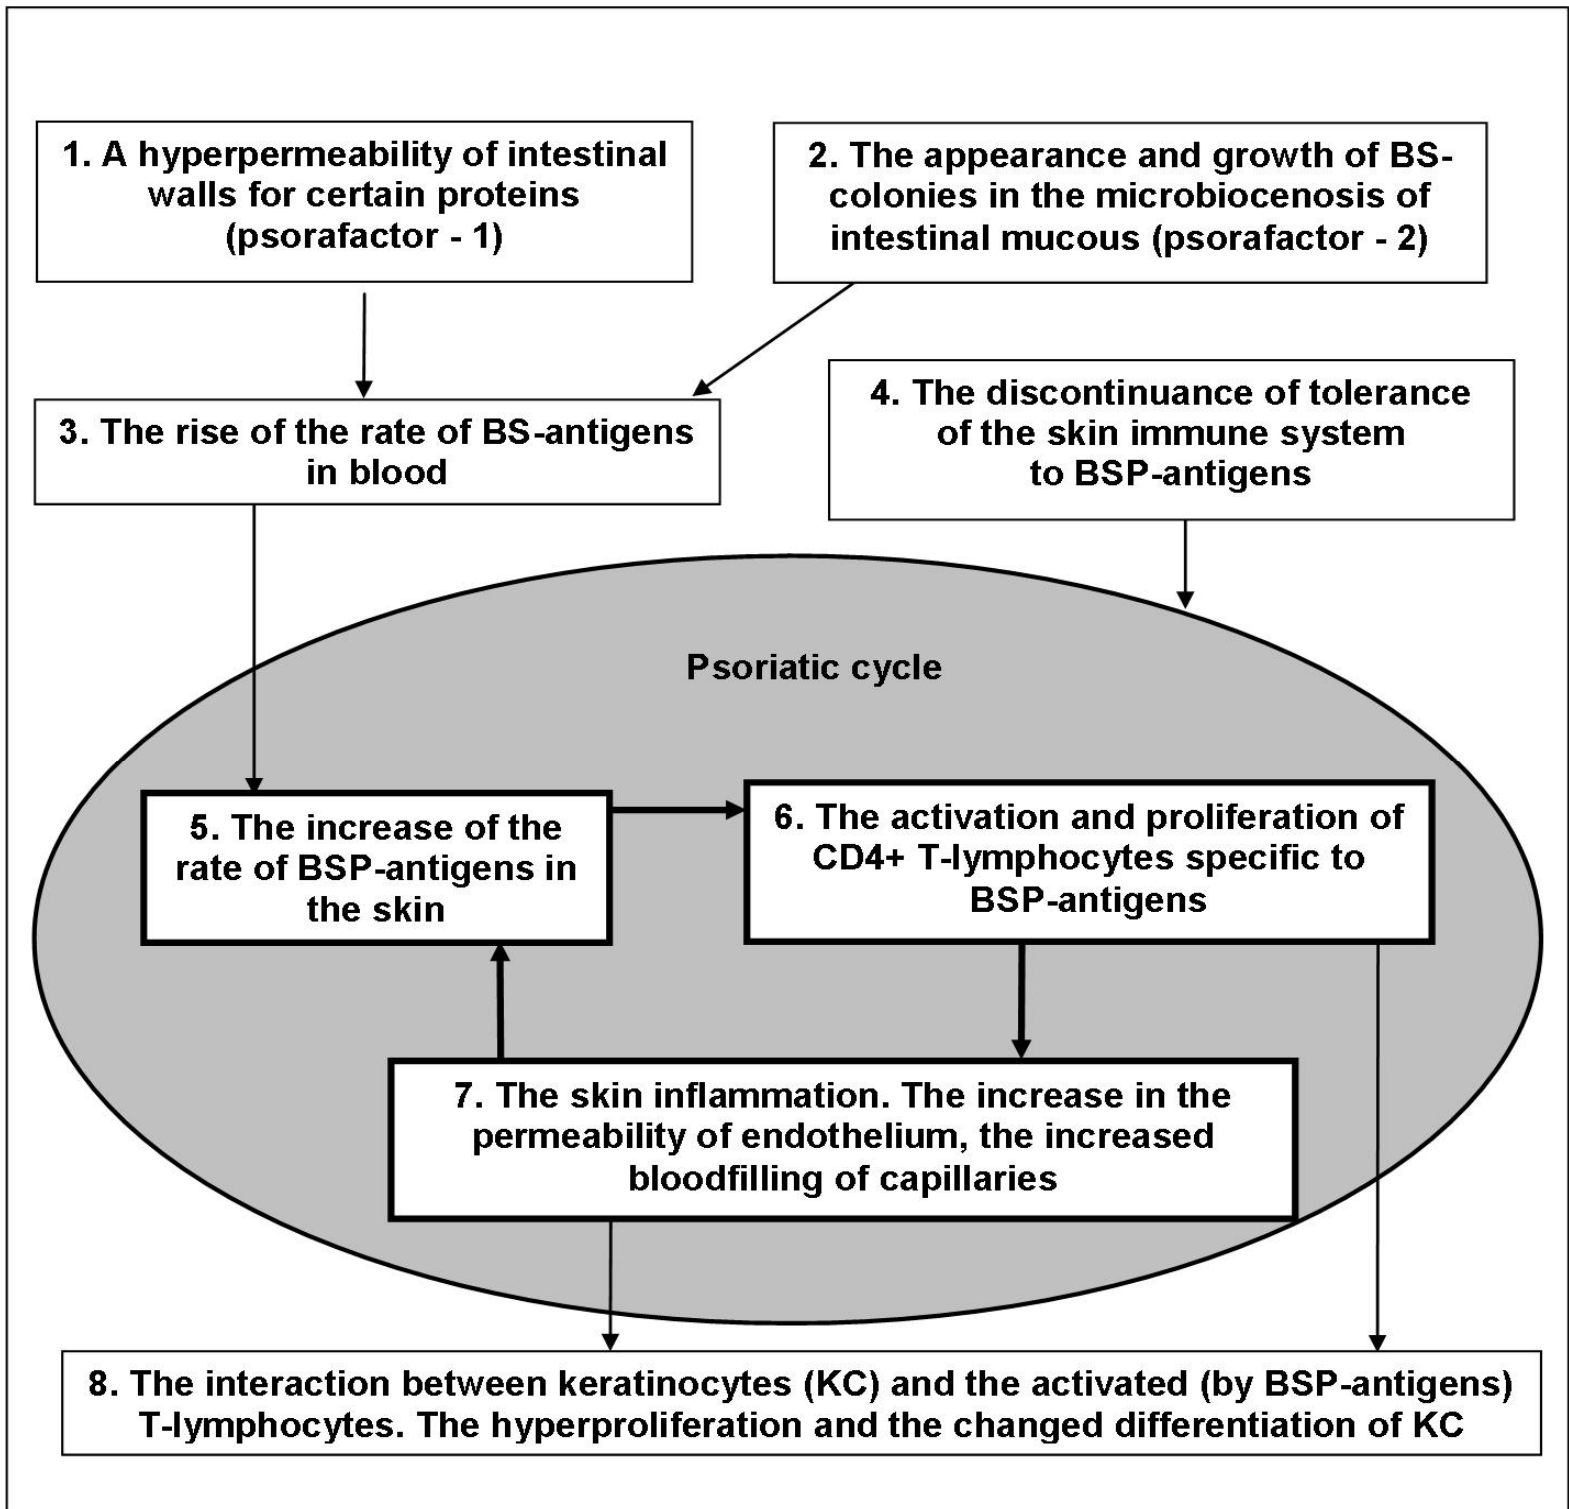 1. A hyperpermeability of intestinal
walls for certain proteins
(psorafactor - 1)
2. The appearance and growth of BS-
colonies in the microbiocenosis of
intestinal mucous (psorafactor - 2)
3. The rise of the rate of BS-antigens
in blood
4. The discontinuance of tolerance
of the skin immune system
to BSP-antigens
Psoriatic cycle
5. The increase of the
rate of BSP-antigens in
the skin
6. The activation and proliferation of
CD4+ T-lymphocytes specific to
BSP-antigens
7. The skin inflammation. The increase in the
permeability of endothelium, the increased
bloodfilling of capillaries
8. The interaction between keratinocytes (KC) and the activated (by BSP-antigens)
T-lymphocytes. The hyperproliferation and the changed differentiation of KC